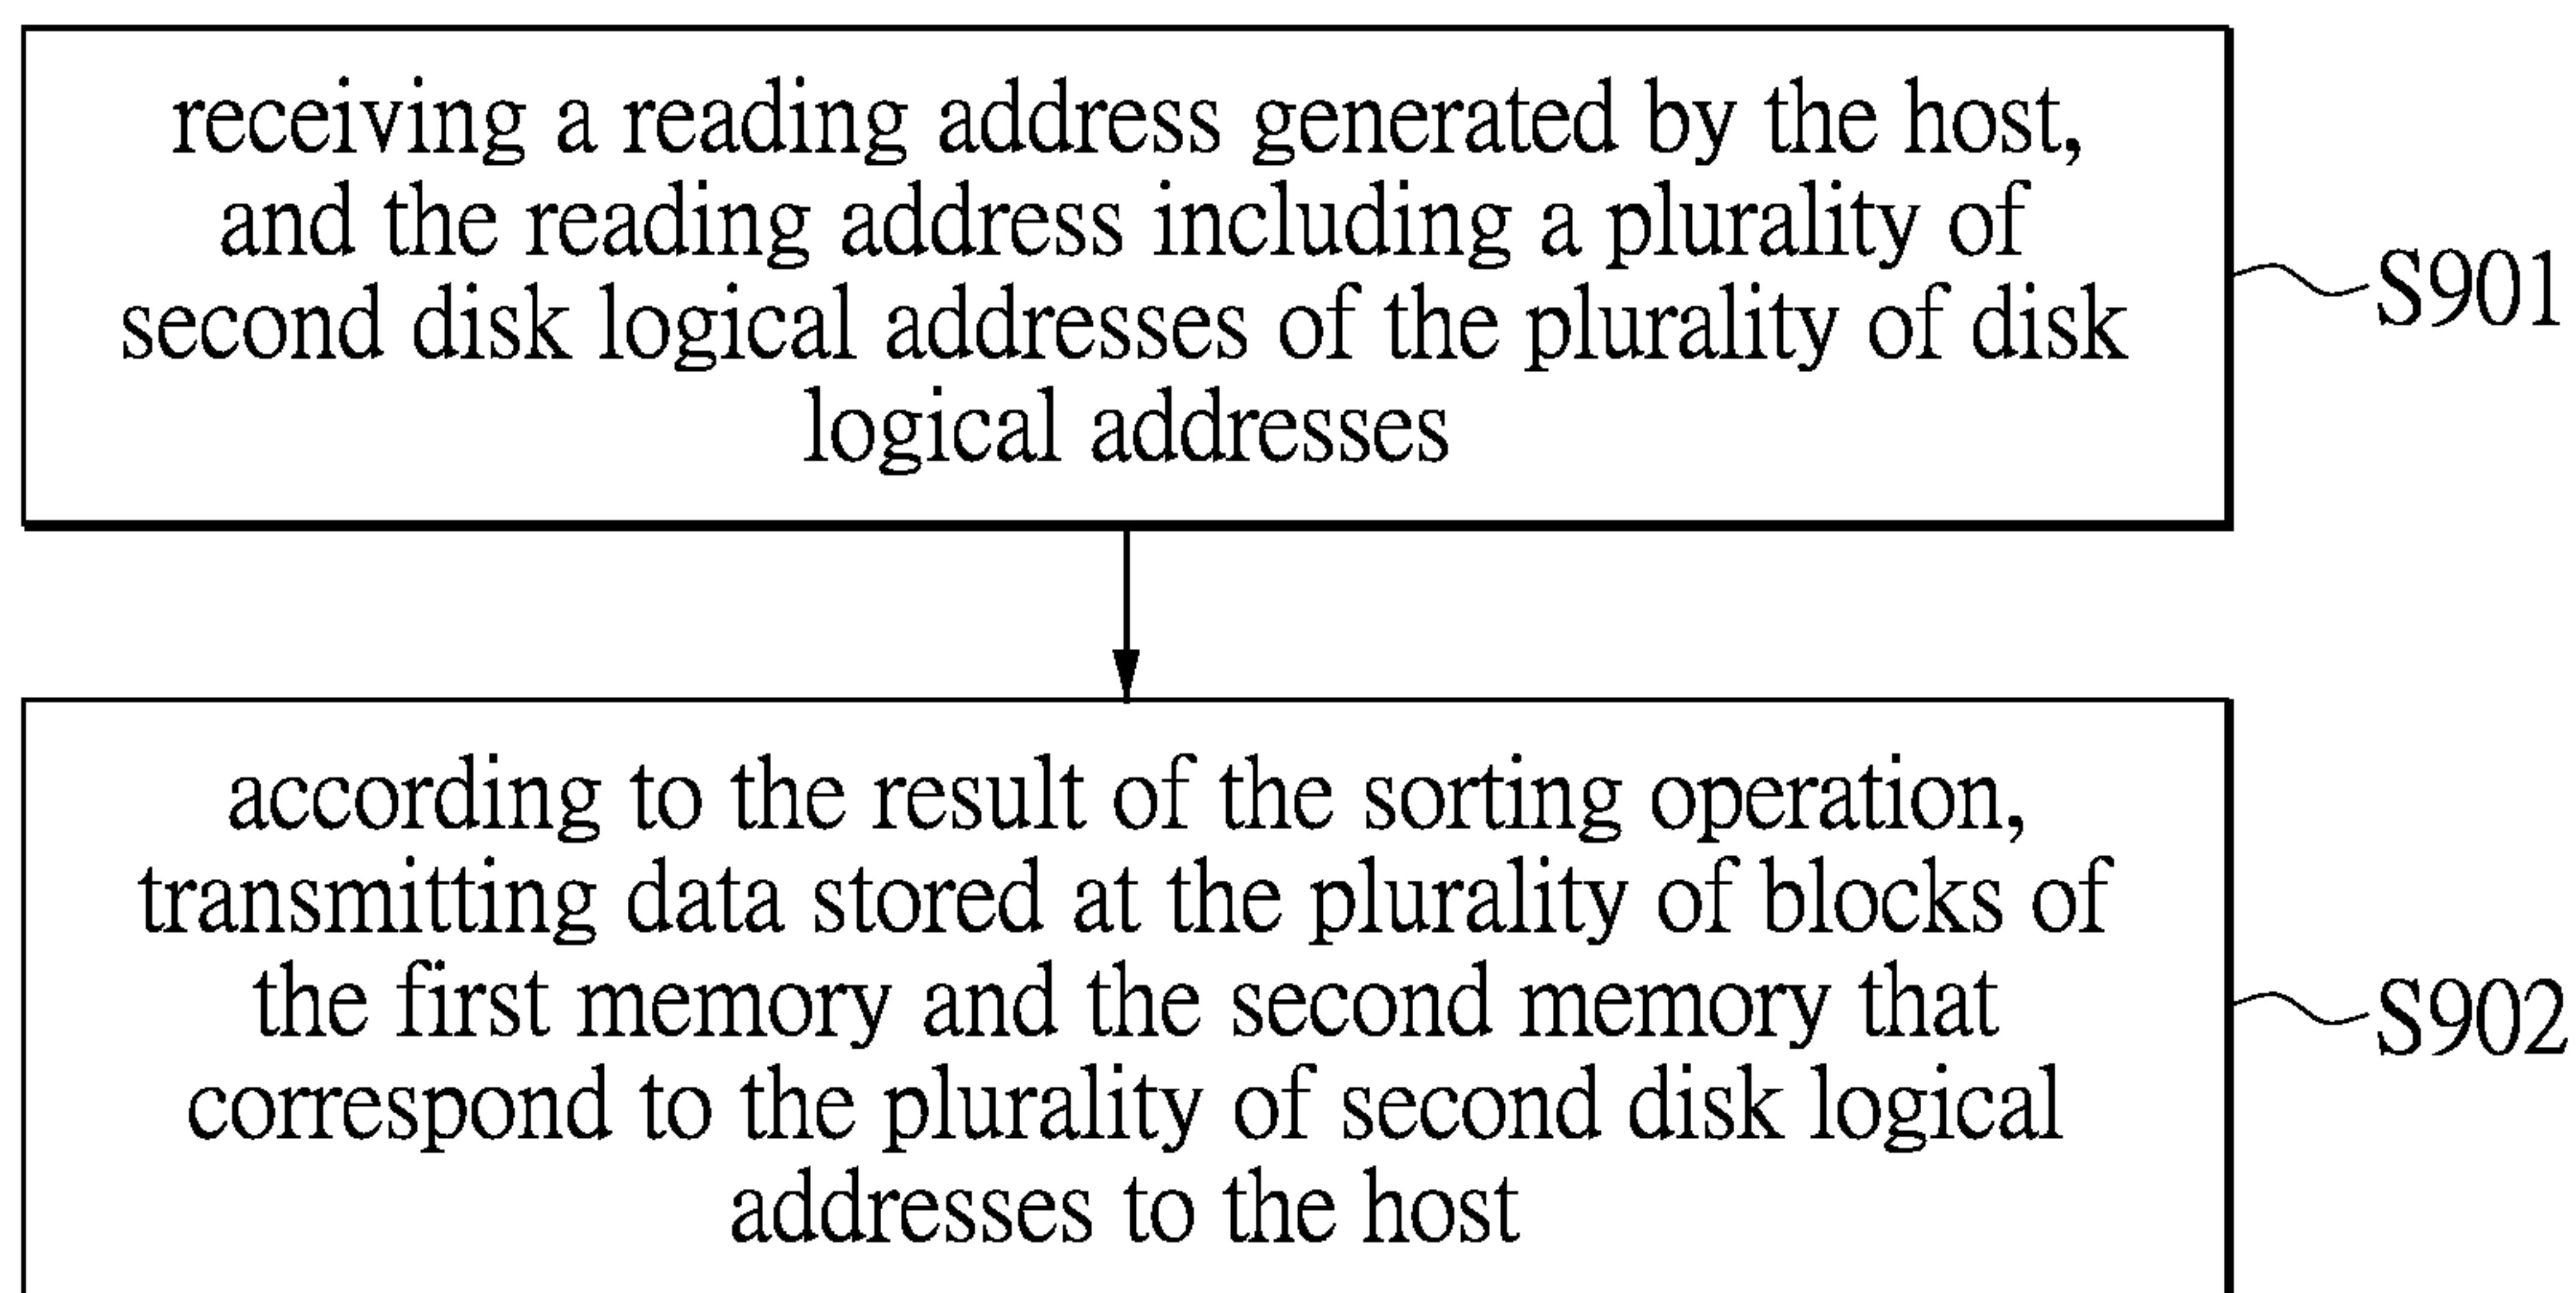 receiving a reading address generated by the host,
and the reading address including a plurality of
second disk logical addresses of the plurality of disk
logical addresses
S901
according to the result of the sorting operation,
transmitting data stored at the plurality of blocks of
the first memory and the second memory that
correspond to the plurality of second disk logical
addresses to the host
S902